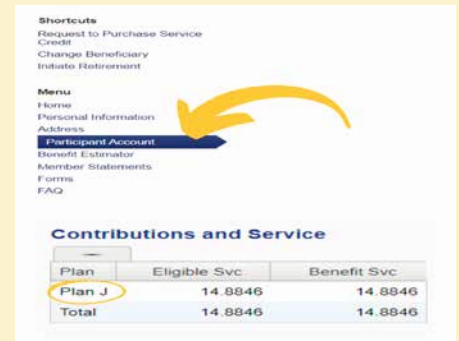 Shortcuts
Request to Purchase Service
Credit
Change Beneficiary
Initiate Retirement
Menu
Home
Personal Information
Address
Participant Account
Benefit Estimator
Member Statements
Forms
FAQ
Contributions and Service
Plan Eligible Svc Benefit Svc
Plan J 14.8846 14.8846
Total 14.8846 14.8846